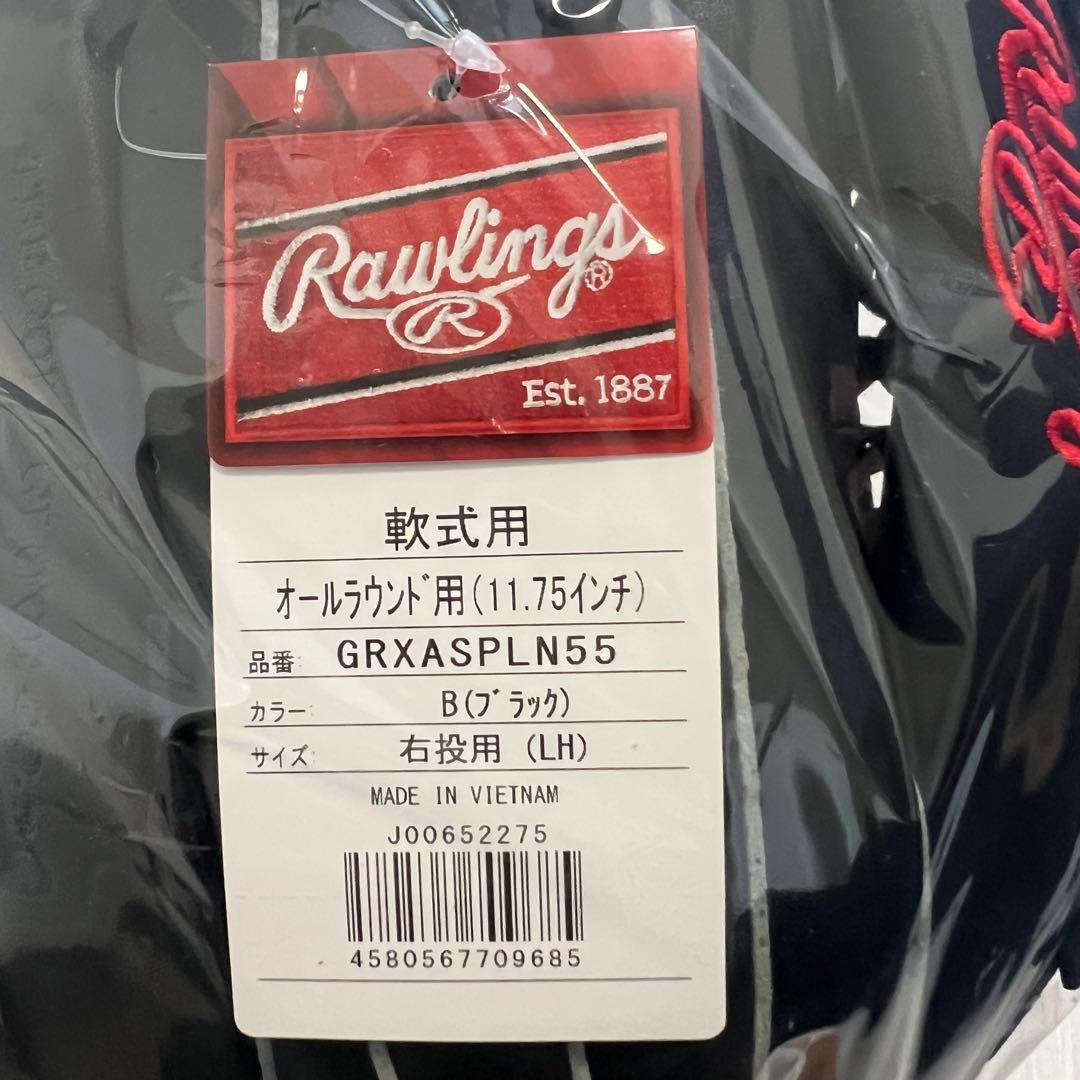 Rawlings®
R
Est. 1887
軟式用
オールラウンド用(11.75インチ)
品番 GRXASPLN55
カラー B(ブラック)
サイズ 右投用 (LH)
MADE IN VIETNAM
J00652275
4580567709685